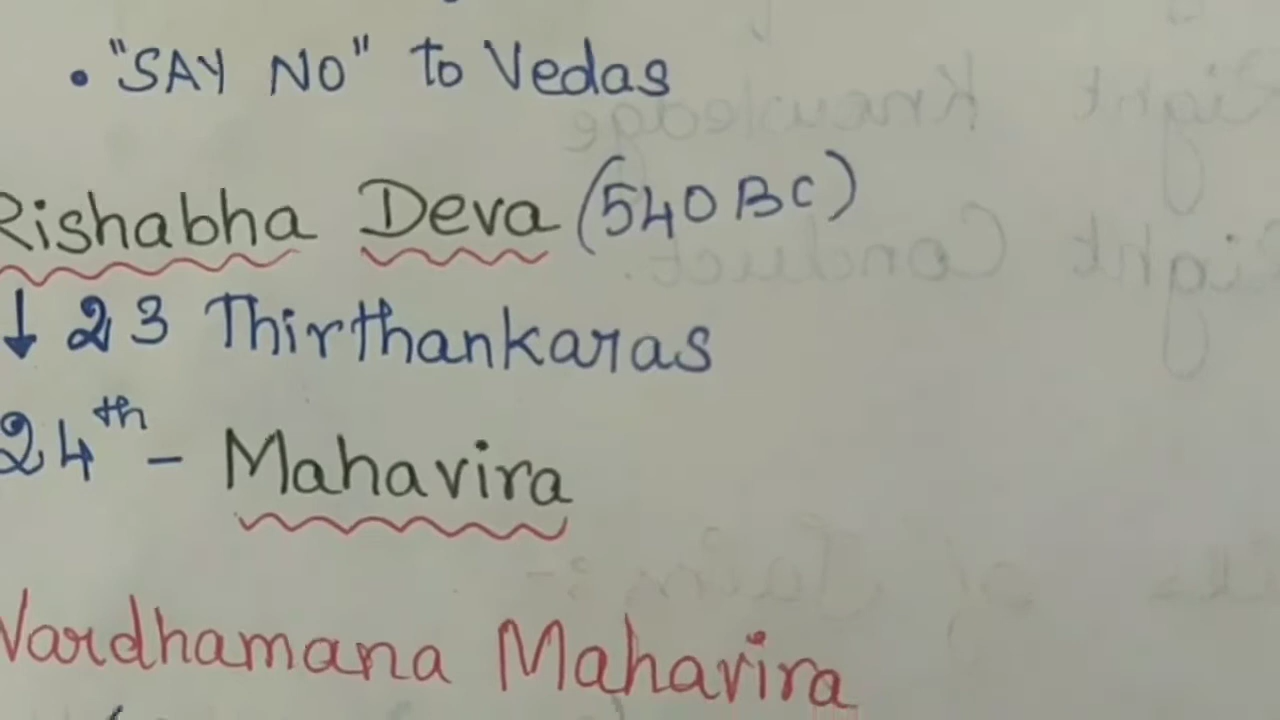 • "SAY NO" to Vedas
Rishabha Deva (540 BC)
↓ 23 Thirthankaras
24th - Mahavira
Vardhamana Mahavira